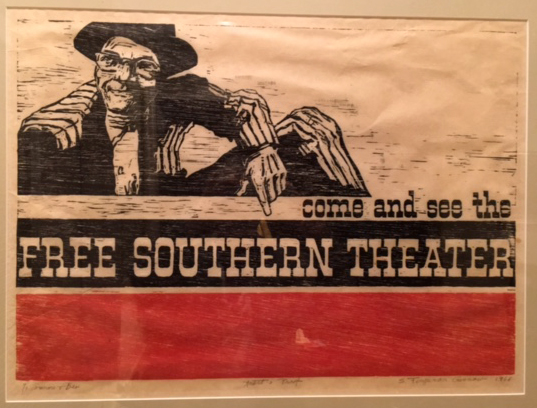 come and see the
FREE SOUTHERN THEATER